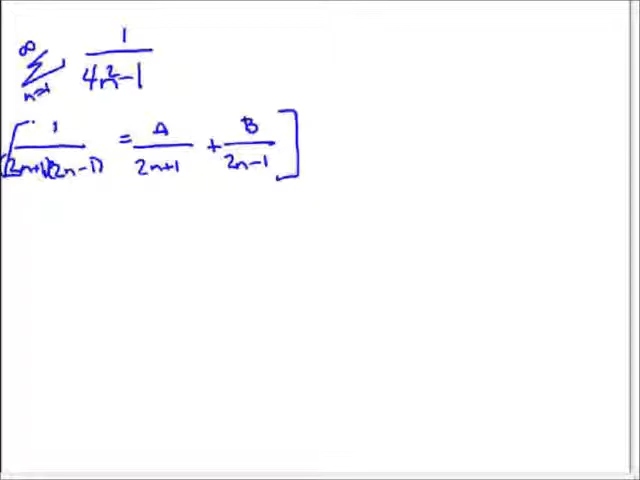 ∞
∑ 1/(4n²-1)
n=1
[1/((2n+1)(2n-1)) = A/(2n+1) + B/(2n-1)]